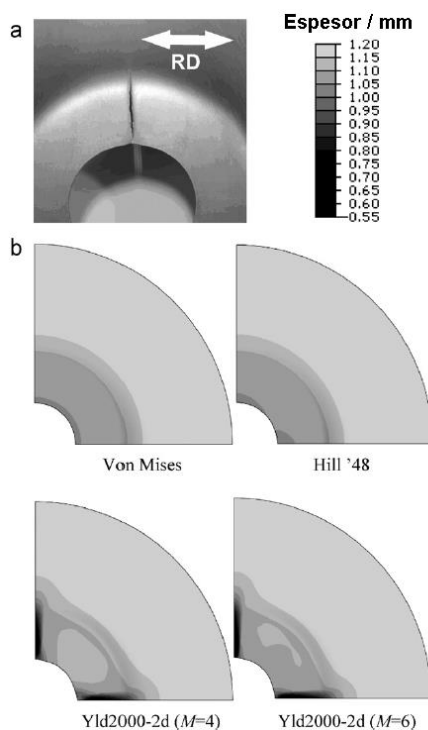 a
RD
Espesor / mm
1.20
1.15
1.10
1.05
1.00
0.95
0.90
0.85
0.80
0.75
0.70
0.65
0.60
0.55
b
Von Mises
Hill '48
Yld2000-2d (M=4)
Yld2000-2d (M=6)